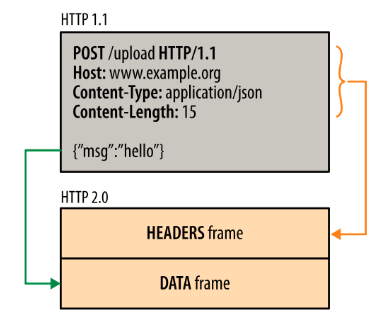 HTTP 1.1
POST /upload HTTP/1.1
Host: www.example.org
Content-Type: application/json
Content-Length: 15
{“msg”:”hello”}
HTTP 2.0
HEADERS frame
DATA frame